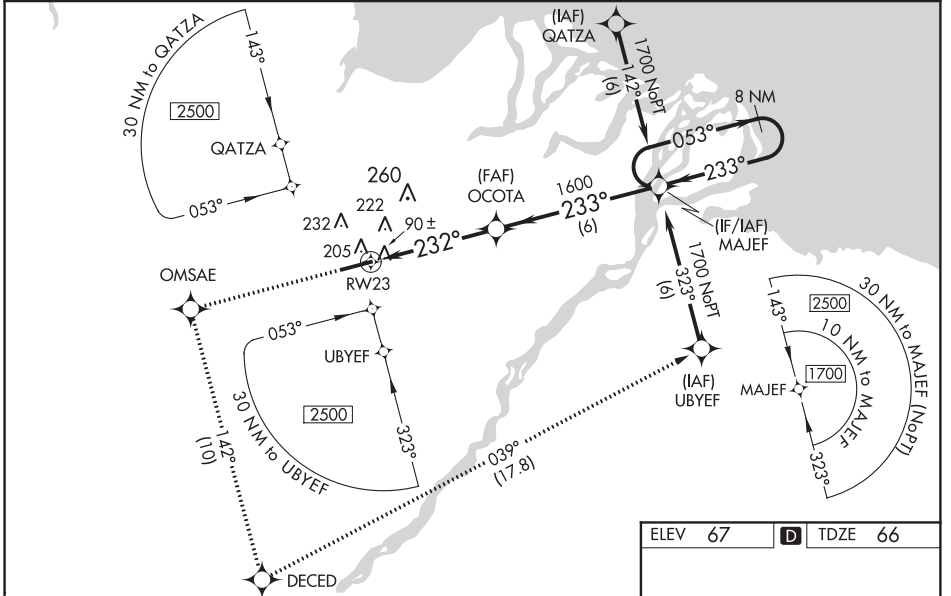 30 NM to QATZA
2500
143°
QATZA
053°
(IAF)
QATZA
1700 NoPT
142°
(6)
8 NM
053°
233°
260
232
222
205
90 ±
(FAF)
OCOTA
1600
233°
(6)
232°
RW23
(IF/IAF)
MAJEF
OMSAE
053°
UBYEF
2500
323°
30 NM to UBYEF
1700 NoPT
323°
(6)
(IAF)
UBYEF
143°
2500
30 NM to MAJEF (NoPT)
10 NM to MAJEF
1700
MAJEF
323°
142°
(10)
039°
(17.8)
DECED
ELEV 67 D TDZE 66